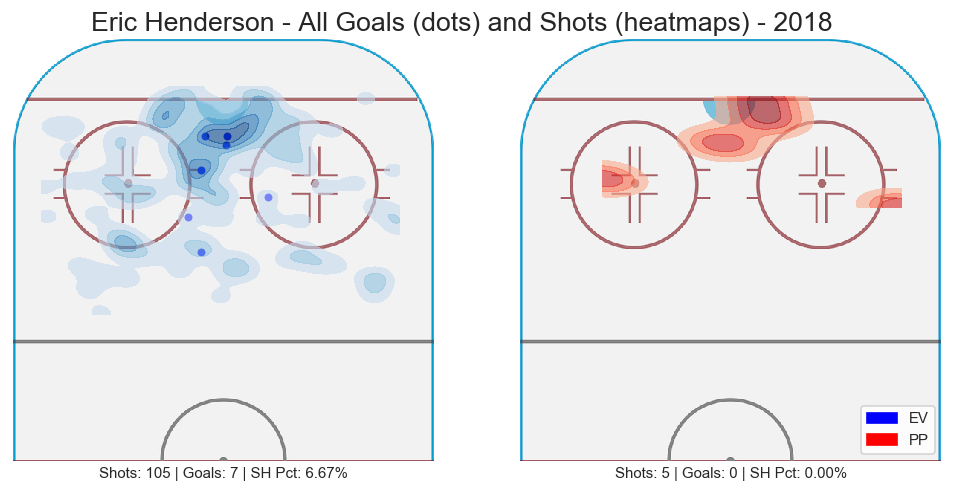 Eric Henderson - All Goals (dots) and Shots (heatmaps) - 2018
EV
PP
Shots: 105 | Goals: 7 | SH Pct: 6.67%
Shots: 5 | Goals: 0 | SH Pct: 0.00%